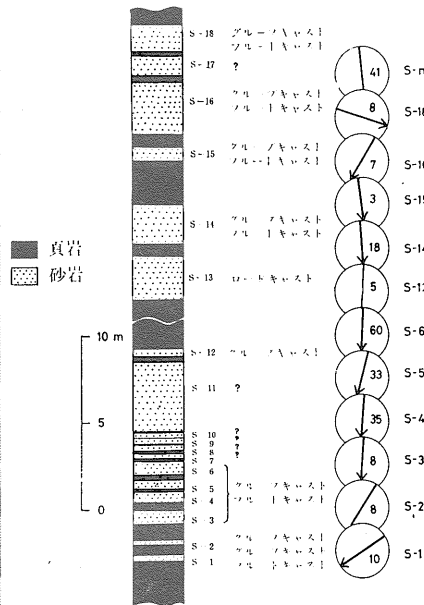 S-18 グルーブキャスト
フルートキャスト
S-17 ?
S-16 グルーブキャスト
フルートキャスト
S-15 グルーブキャスト
フルートキャスト
S-14 グルーブキャスト
フルートキャスト
S-13 ロードキャスト
S-12 グルーブキャスト
S-11 ?
S-10 ?
S-9 ?
S-8 ?
S-7
S-6
S-5 グルーブキャスト
S-4 フルートキャスト
S-3
S-2 グルーブキャスト
グルーブキャスト
S-1 フルートキャスト
頁岩
砂岩
10 m
5
0
41
8 S-18
7 S-16
3 S-15
18 S-14
5 S-13
60 S-6
33 S-5
35 S-4
8 S-3
8 S-2
10 S-1